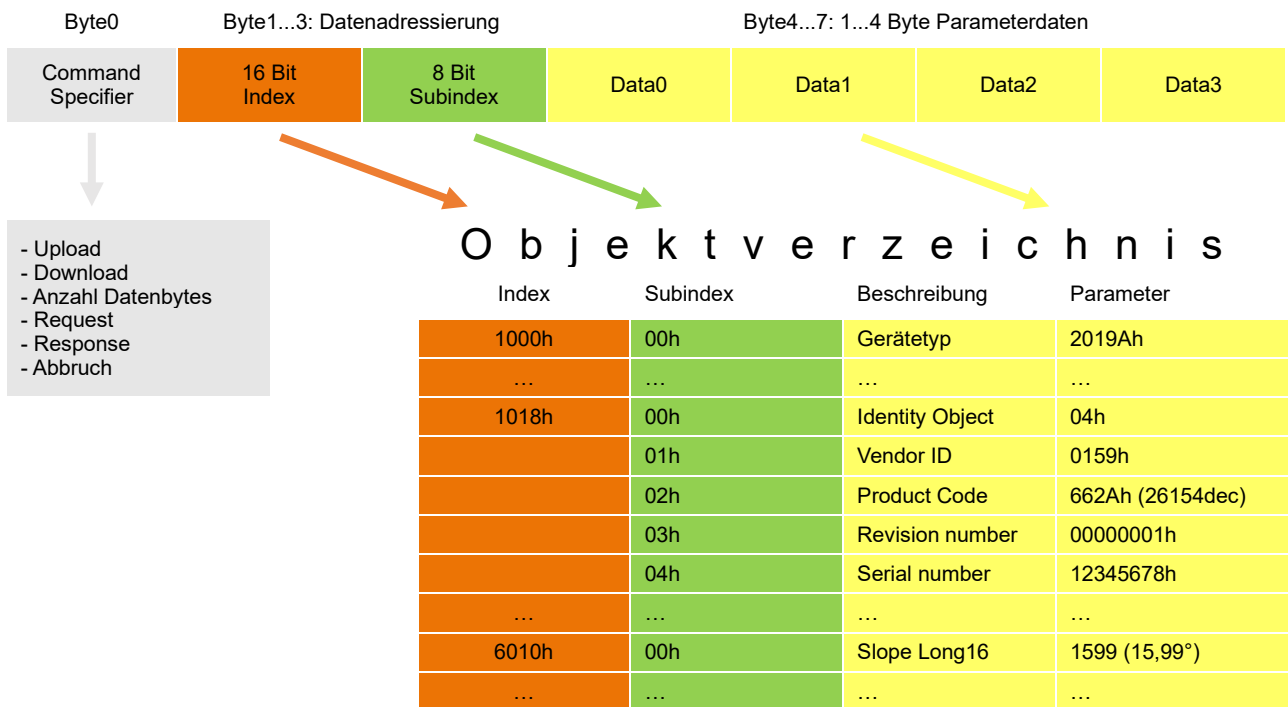 Byte0 Byte1...3: Datenadressierung Byte4...7: 1...4 Byte Parameterdaten
Command Specifier 16 Bit Index 8 Bit Subindex Data0 Data1 Data2 Data3
- Upload
- Download
- Anzahl Datenbytes
- Request
- Response
- Abbruch
Objektverzeichnis
Index Subindex Beschreibung Parameter
1000h 00h Gerätetyp 2019Ah
… … … …
1018h 00h Identity Object 04h
01h Vendor ID 0159h
02h Product Code 662Ah (26154dec)
03h Revision number 00000001h
04h Serial number 12345678h
… … … …
6010h 00h Slope Long16 1599 (15,99°)
… … … …